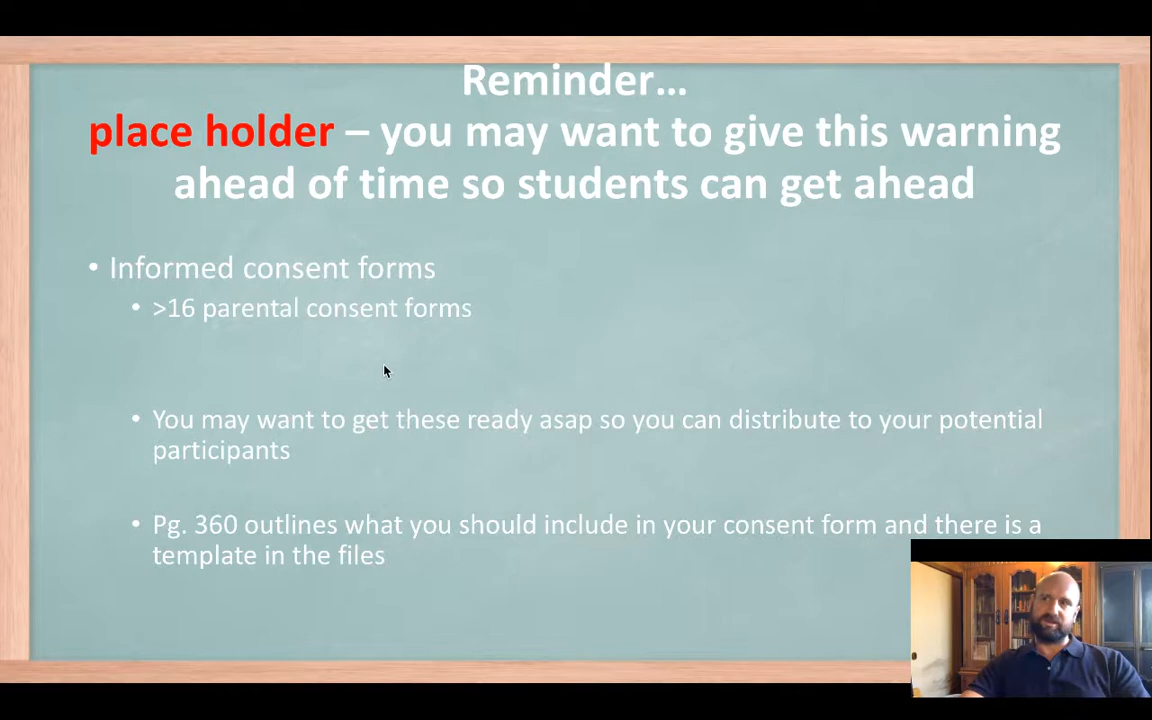 Reminder…
place holder – you may want to give this warning
ahead of time so students can get ahead
• Informed consent forms
• >16 parental consent forms
• You may want to get these ready asap so you can distribute to your potential
participants
• Pg. 360 outlines what you should include in your consent form and there is a
template in the files